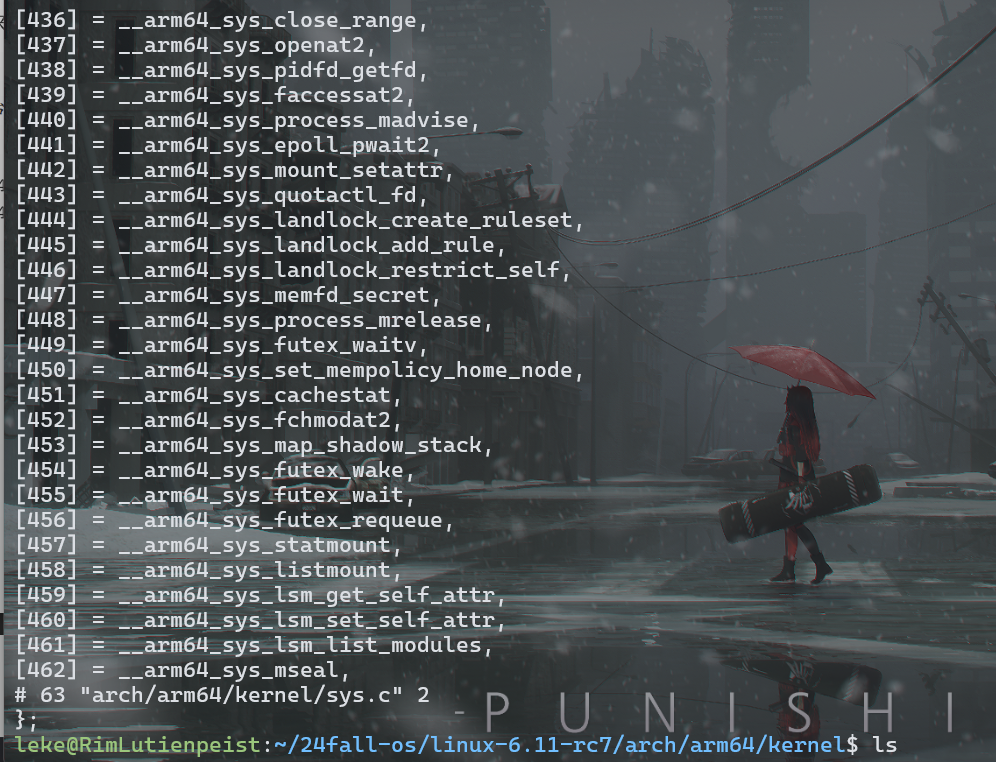 [436] = __arm64_sys_close_range,
[437] = __arm64_sys_openat2,
[438] = __arm64_sys_pidfd_getfd,
[439] = __arm64_sys_faccessat2,
[440] = __arm64_sys_process_madvise,
[441] = __arm64_sys_epoll_pwait2,
[442] = __arm64_sys_mount_setattr,
[443] = __arm64_sys_quotactl_fd,
[444] = __arm64_sys_landlock_create_ruleset,
[445] = __arm64_sys_landlock_add_rule,
[446] = __arm64_sys_landlock_restrict_self,
[447] = __arm64_sys_memfd_secret,
[448] = __arm64_sys_process_mrelease,
[449] = __arm64_sys_futex_waitv,
[450] = __arm64_sys_set_mempolicy_home_node,
[451] = __arm64_sys_cachestat,
[452] = __arm64_sys_fchmodat2,
[453] = __arm64_sys_map_shadow_stack,
[454] = __arm64_sys_futex_wake,
[455] = __arm64_sys_futex_wait,
[456] = __arm64_sys_futex_requeue,
[457] = __arm64_sys_statmount,
[458] = __arm64_sys_listmount,
[459] = __arm64_sys_lsm_get_self_attr,
[460] = __arm64_sys_lsm_set_self_attr,
[461] = __arm64_sys_lsm_list_modules,
[462] = __arm64_sys_mseal,
# 63 "arch/arm64/kernel/sys.c" 2
};
-PUNISHI
leke@RimLutienpeist:~/24fall-os/linux-6.11-rc7/arch/arm64/kernel$ ls